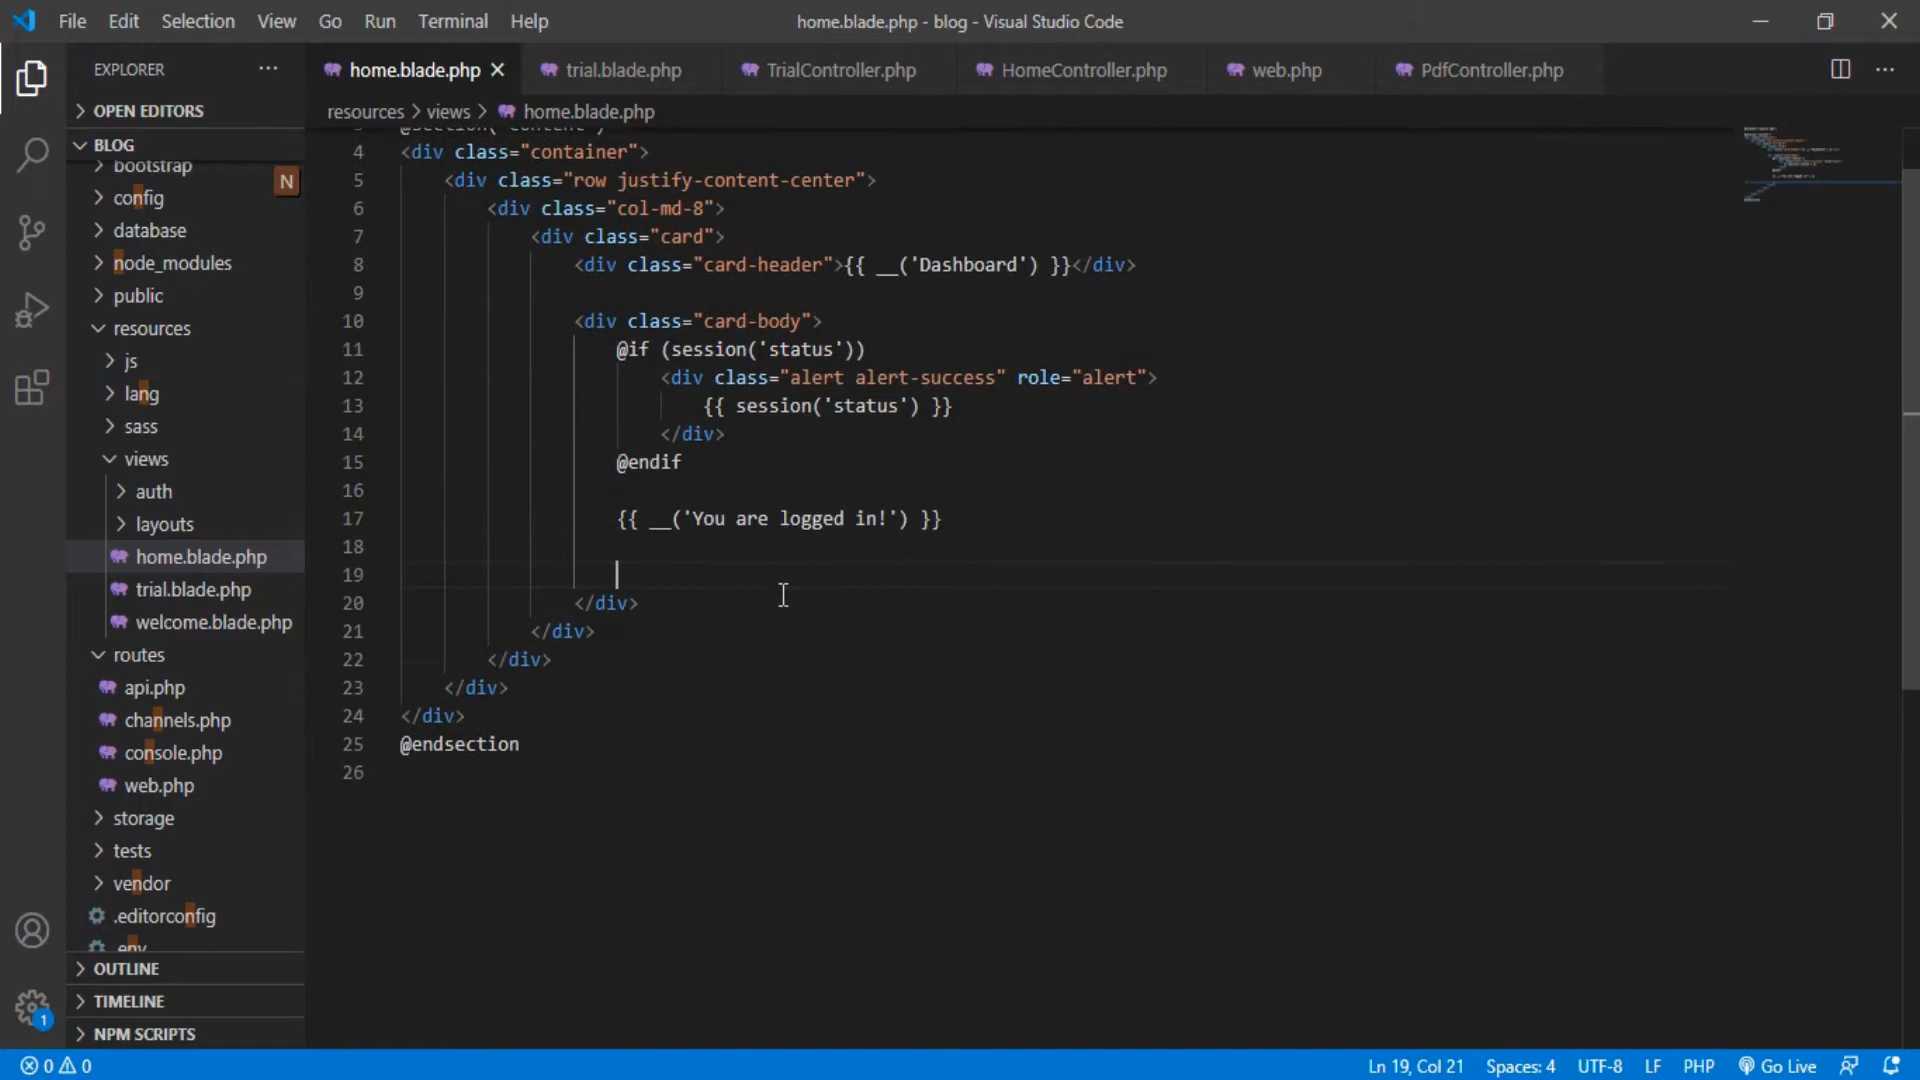 File Edit Selection View Go Run Terminal Help
home.blade.php - blog - Visual Studio Code
EXPLORER
home.blade.php
trial.blade.php
TrialController.php
HomeController.php
web.php
PdfController.php
OPEN EDITORS
resources > views > home.blade.php
BLOG
bootstrap
N
config
database
node_modules
public
resources
js
lang
sass
views
auth
layouts
home.blade.php
trial.blade.php
welcome.blade.php
routes
api.php
channels.php
console.php
web.php
storage
tests
vendor
.editorconfig
.env
OUTLINE
TIMELINE
NPM SCRIPTS
1
@section('content')
4 <div class="container">
5 <div class="row justify-content-center">
6 <div class="col-md-8">
7 <div class="card">
8 <div class="card-header">{{ __('Dashboard') }}</div>
9
10 <div class="card-body">
11 @if (session('status'))
12 <div class="alert alert-success" role="alert">
13 {{ session('status') }}
14 </div>
15 @endif
16
17 {{ __('You are logged in!') }}
18
19
20 </div>
21 </div>
22 </div>
23 </div>
24 </div>
25 @endsection
26
0 0
Ln 19, Col 21 Spaces: 4 UTF-8 LF PHP Go Live